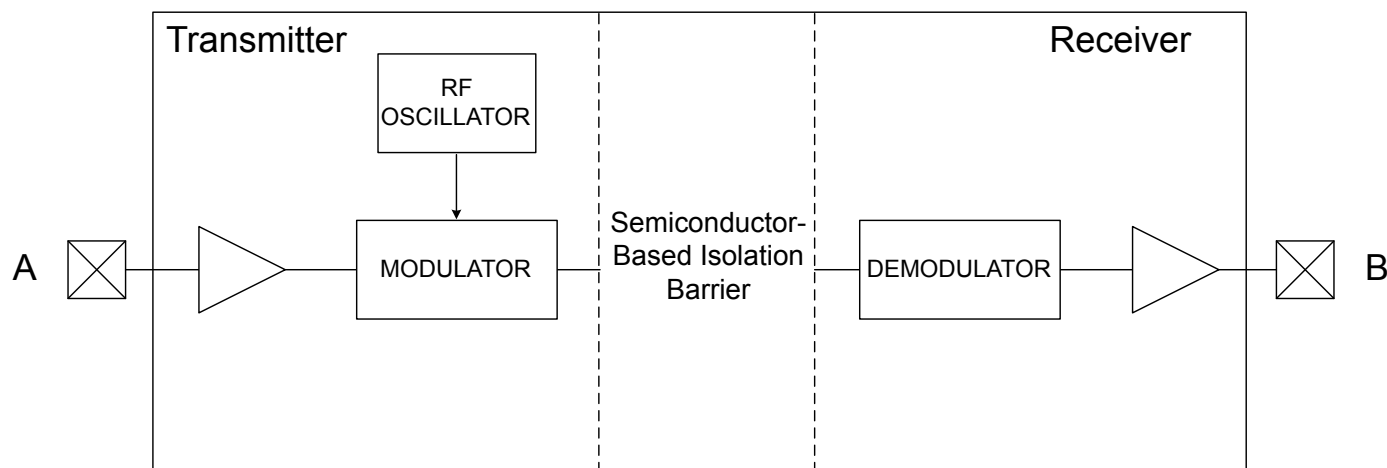 Transmitter
Receiver
RF
OSCILLATOR
A
MODULATOR
Semiconductor-
Based Isolation
Barrier
DEMODULATOR
B